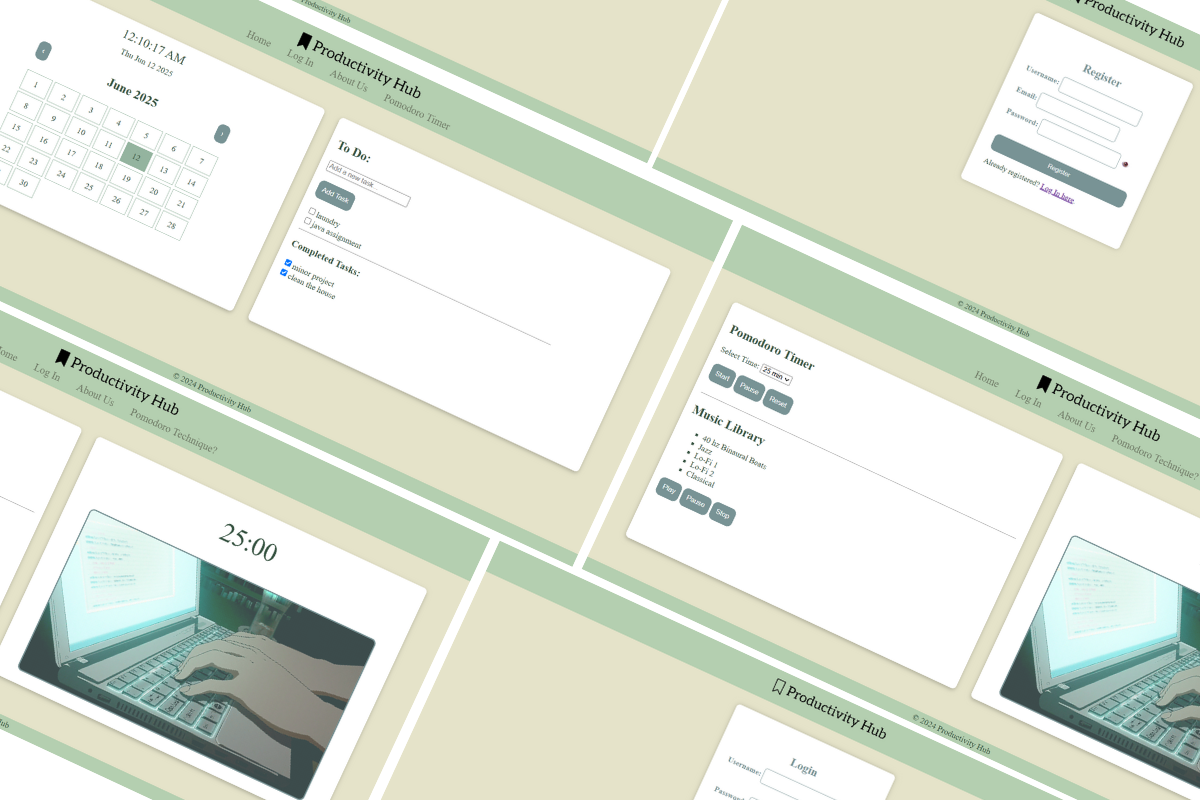 © 2024 Productivity Hub
12:10:17 AM
Thu Jun 12 2025
June 2025
‹
›
1 2 3 4 5 6 7
8 9 10 11 12 13 14
15 16 17 18 19 20 21
22 23 24 25 26 27 28
30
Productivity Hub
Home Log In About Us Pomodoro Timer
To Do:
Add a new task
Add Task
laundry
java assignment
Completed Tasks:
minor project
clean the house
© 2024 Productivity Hub
Productivity Hub
Register
Username:
Email:
Password:
Register
Already registered? Log In here
© 2024 Productivity Hub
Productivity Hub
Home Log In About Us Pomodoro Technique?
Pomodoro Timer
Select Time: 25 min
Start Pause Reset
Music Library
40 hz Binaural Beats
Jazz
Lo-Fi 1
Lo-Fi 2
Classical
Play Pause Stop
© 2024 Productivity Hub
Productivity Hub
Home Log In About Us Pomodoro Technique?
25:00
Hub
Productivity Hub
Login
Username:
Password: